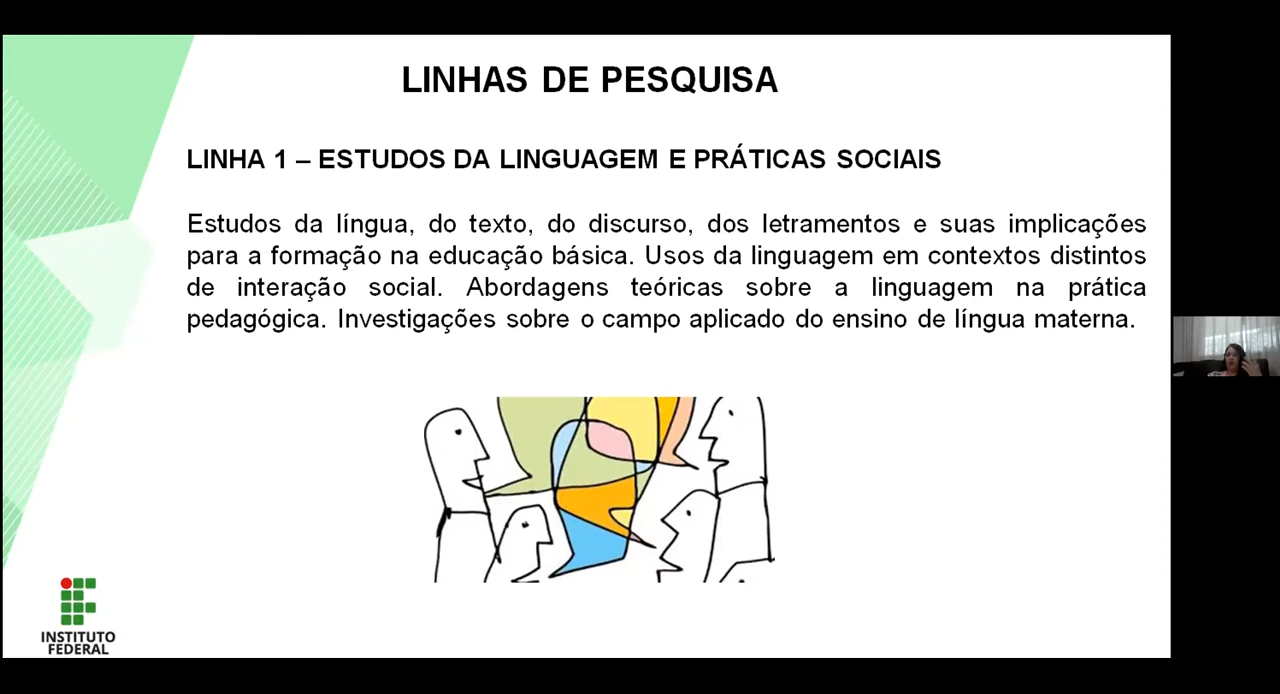 LINHAS DE PESQUISA
LINHA 1 – ESTUDOS DA LINGUAGEM E PRÁTICAS SOCIAIS
Estudos da língua, do texto, do discurso, dos letramentos e suas implicações
para a formação na educação básica. Usos da linguagem em contextos distintos
de interação social. Abordagens teóricas sobre a linguagem na prática
pedagógica. Investigações sobre o campo aplicado do ensino de língua materna.
INSTITUTO
FEDERAL